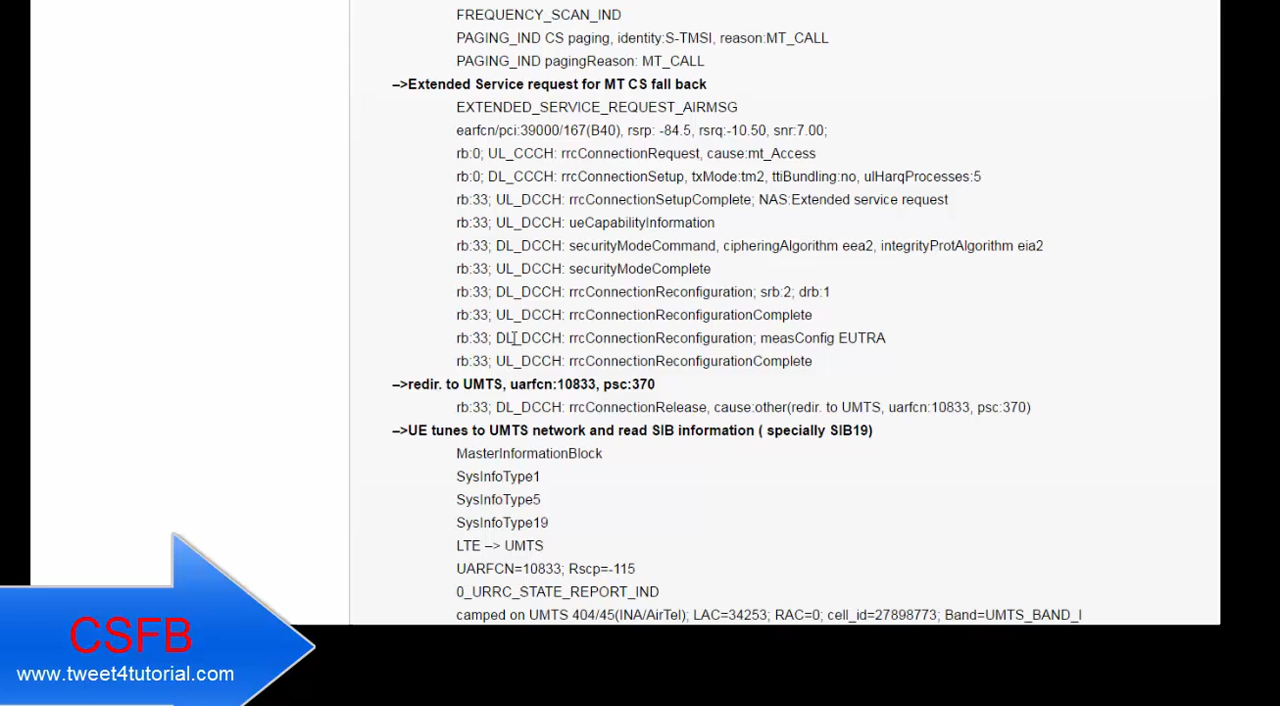 FREQUENCY_SCAN_IND
PAGING_IND CS paging, identity:S-TMSI, reason:MT_CALL
PAGING_IND pagingReason: MT_CALL
–>Extended Service request for MT CS fall back
EXTENDED_SERVICE_REQUEST_AIRMSG
earfcn/pci:39000/167(B40), rsrp: -84.5, rsrq:-10.50, snr:7.00;
rb:0; UL_CCCH: rrcConnectionRequest, cause:mt_Access
rb:0; DL_CCCH: rrcConnectionSetup, txMode:tm2, ttiBundling:no, ulHarqProcesses:5
rb:33; UL_DCCH: rrcConnectionSetupComplete; NAS:Extended service request
rb:33; UL_DCCH: ueCapabilityInformation
rb:33; DL_DCCH: securityModeCommand, cipheringAlgorithm eea2, integrityProtAlgorithm eia2
rb:33; UL_DCCH: securityModeComplete
rb:33; DL_DCCH: rrcConnectionReconfiguration; srb:2; drb:1
rb:33; UL_DCCH: rrcConnectionReconfigurationComplete
rb:33; DL_DCCH: rrcConnectionReconfiguration; measConfig EUTRA
rb:33; UL_DCCH: rrcConnectionReconfigurationComplete
–>redir. to UMTS, uarfcn:10833, psc:370
rb:33; DL_DCCH: rrcConnectionRelease, cause:other(redir. to UMTS, uarfcn:10833, psc:370)
–>UE tunes to UMTS network and read SIB information ( specially SIB19)
MasterInformationBlock
SysInfoType1
SysInfoType5
SysInfoType19
LTE –> UMTS
UARFCN=10833; Rscp=-115
0_URRC_STATE_REPORT_IND
camped on UMTS 404/45(INA/AirTel); LAC=34253; RAC=0; cell_id=27898773; Band=UMTS_BAND_I
CSFB
www.tweet4tutorial.com